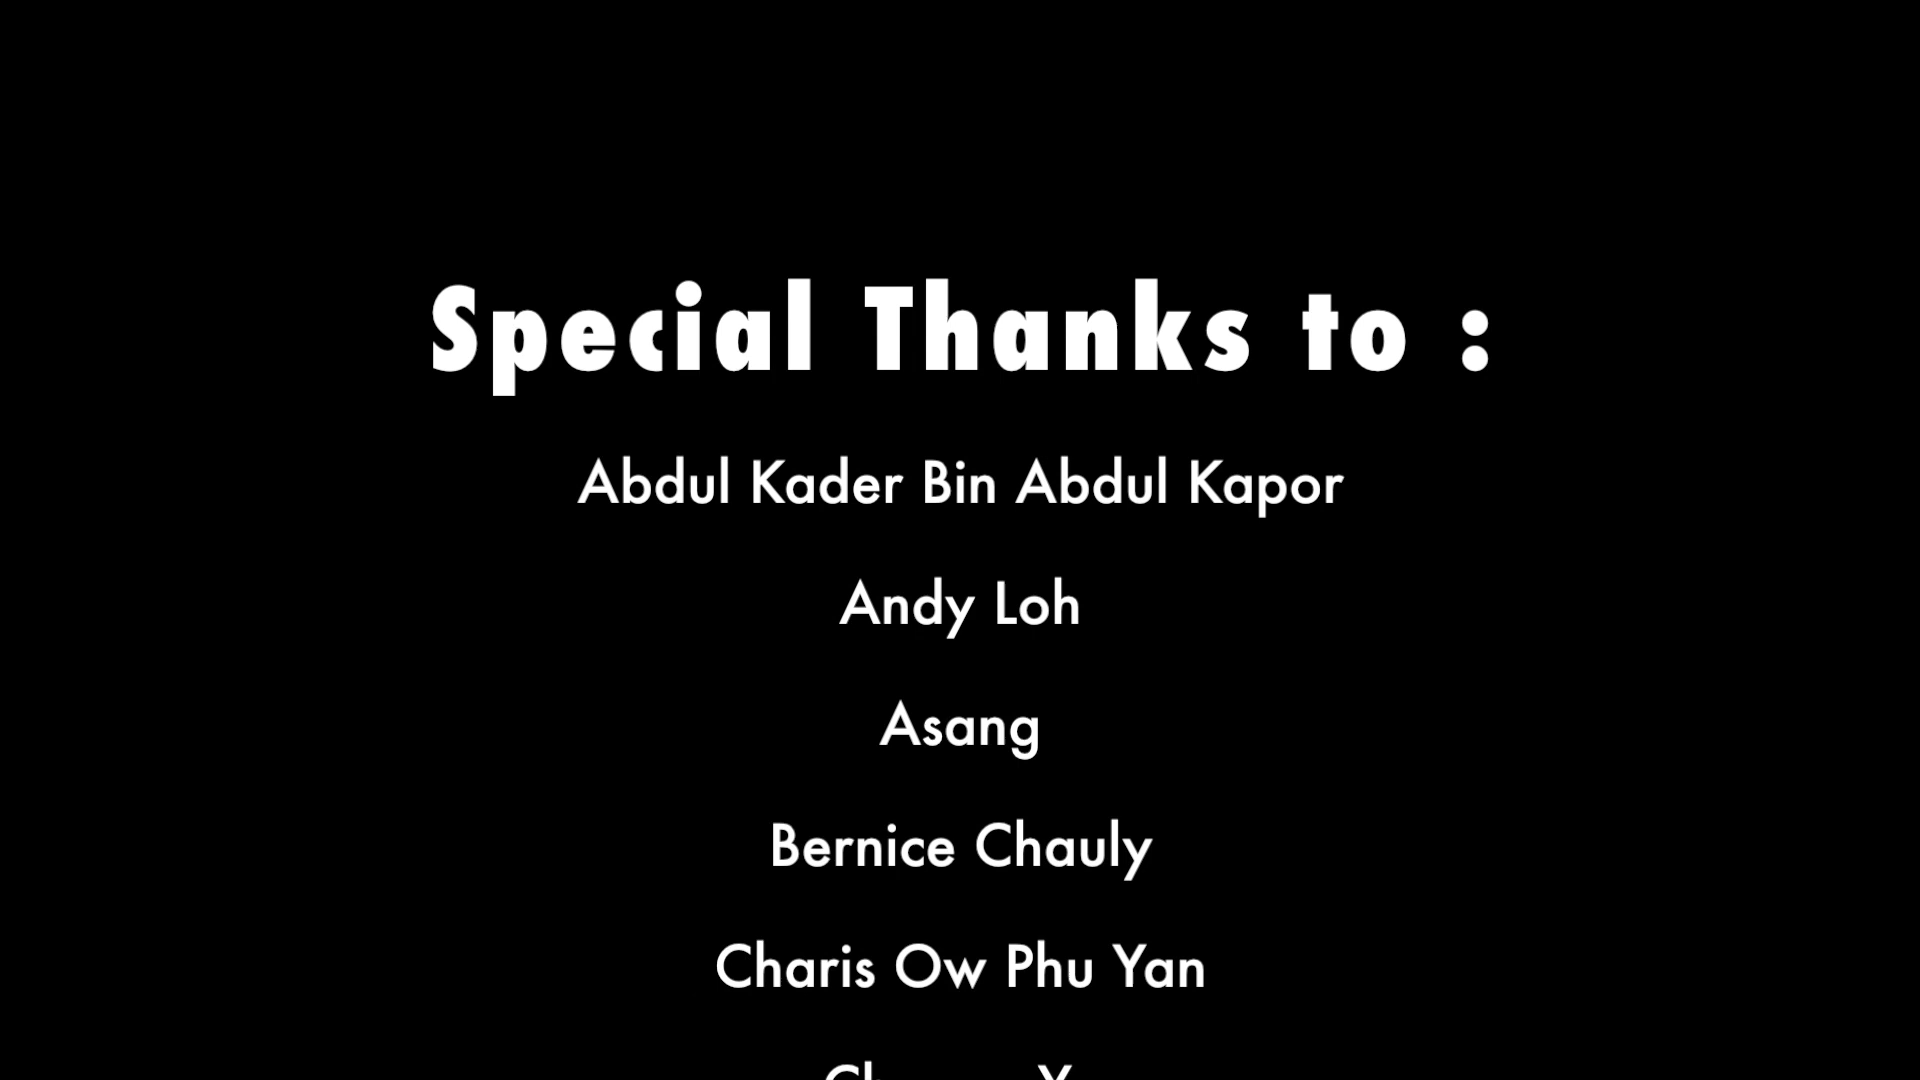 Special Thanks to :
Abdul Kader Bin Abdul Kapor
Andy Loh
Asang
Bernice Chauly
Charis Ow Phu Yan